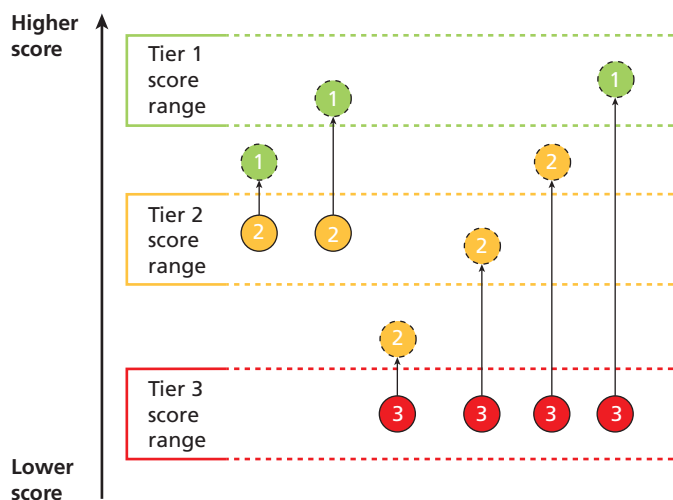 Higher
score
Tier 1
score
range
1
1
1
2
Tier 2
score
range
2
2
2
2
Tier 3
score
range
3
3
3
3
Lower
score